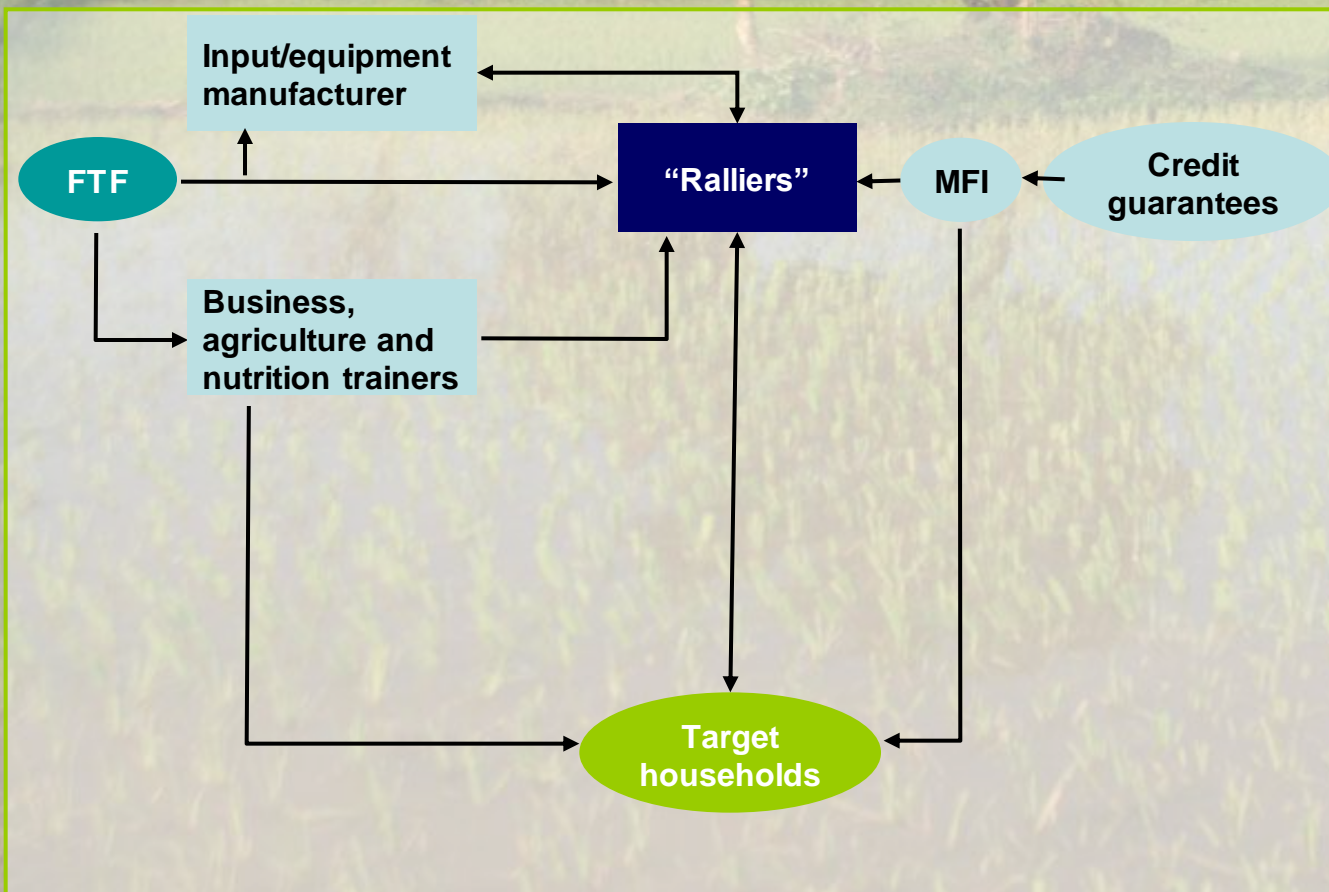 Input/equipment
manufacturer
FTF
“Ralliers”
MFI
Credit
guarantees
Business,
agriculture and
nutrition trainers
Target
households